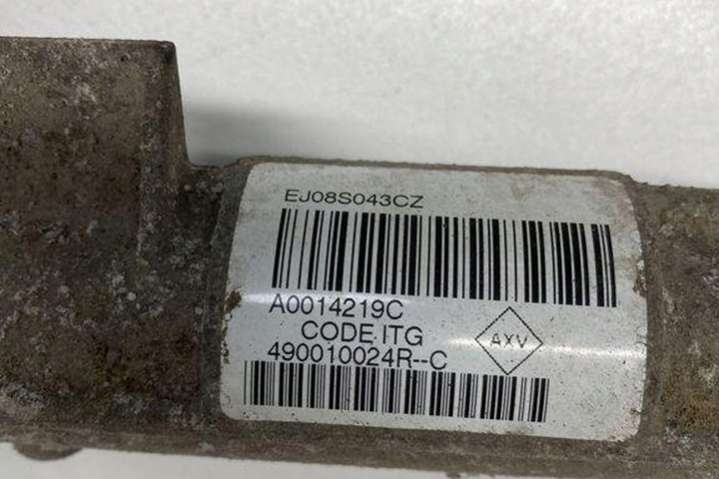 EJ08S043CZ
A0014219C
CODE ITG
AXV
490010024R--C